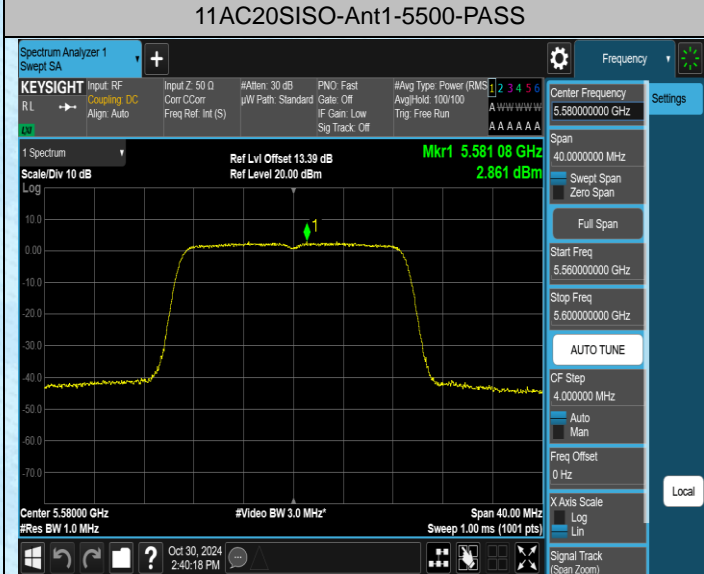 11AC20SISO-Ant1-5500-PASS
Spectrum Analyzer 1
Swept SA
+
Frequency
KEYSIGHT
RL
LXI
Input: RF
Coupling: DC
Align: Auto
Input Z: 50 Ω
Corr CCorr
Freq Ref: Int (S)
#Atten: 30 dB
µW Path: Standard
PNO: Fast
Gate: Off
IF Gain: Low
Sig Track: Off
#Avg Type: Power (RMS
Avg|Hold: 100/100
Trig: Free Run
1 2 3 4 5 6
A W W W W W
A A A A A A
Center Frequency
5.580000000 GHz
Settings
Span
40.0000000 MHz
Swept Span
Zero Span
Full Span
Start Freq
5.560000000 GHz
Stop Freq
5.600000000 GHz
AUTO TUNE
CF Step
4.000000 MHz
Auto
Man
Freq Offset
0 Hz
X Axis Scale
Log
Lin
Local
Signal Track
(Span Zoom)
1 Spectrum
Scale/Div 10 dB
Log
Ref Lvl Offset 13.39 dB
Ref Level 20.00 dBm
Mkr1 5.581 08 GHz
2.861 dBm
1
10.0
0.00
-10.0
-20.0
-30.0
-40.0
-50.0
-60.0
-70.0
Center 5.58000 GHz
#Res BW 1.0 MHz
#Video BW 3.0 MHz*
Span 40.00 MHz
Sweep 1.00 ms (1001 pts)
?
Oct 30, 2024
2:40:18 PM